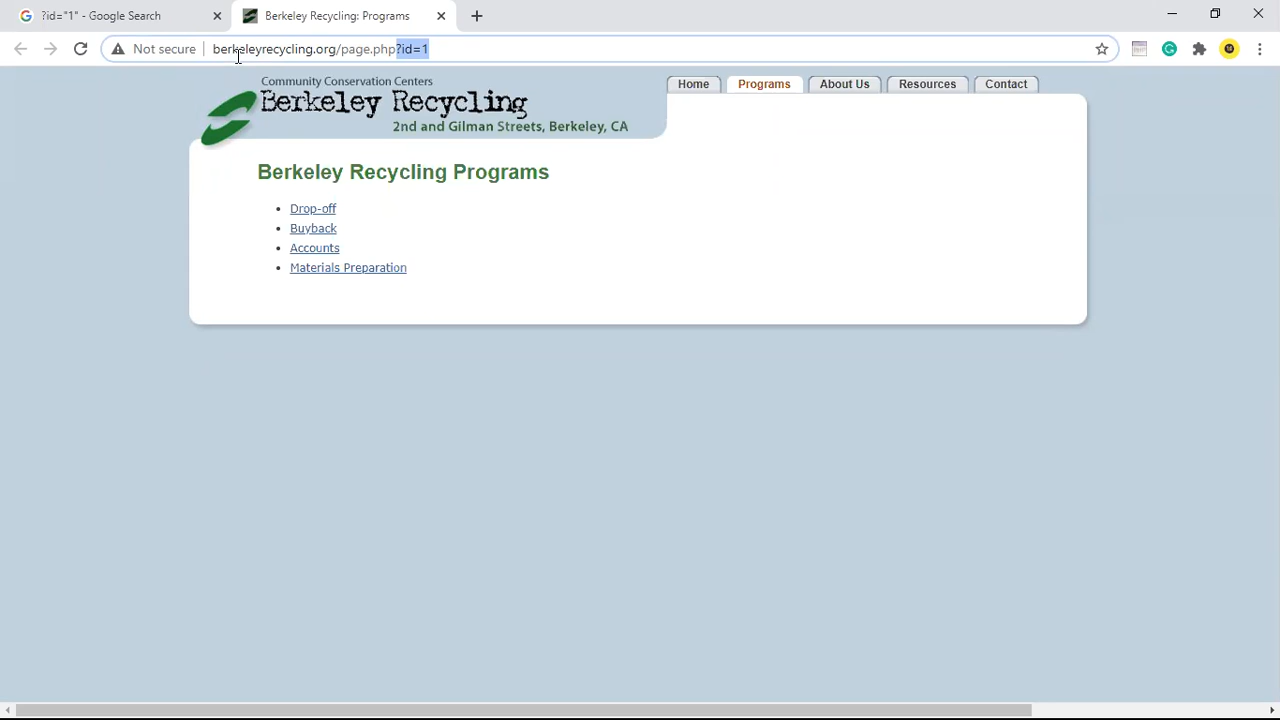 ?id="1" - Google Search
Berkeley Recycling: Programs
Not secure
berkeleyrecycling.org/page.php?id=1
Community Conservation Centers
Berkeley Recycling
2nd and Gilman Streets, Berkeley, CA
Home
Programs
About Us
Resources
Contact
Berkeley Recycling Programs
• Drop-off
• Buyback
• Accounts
• Materials Preparation